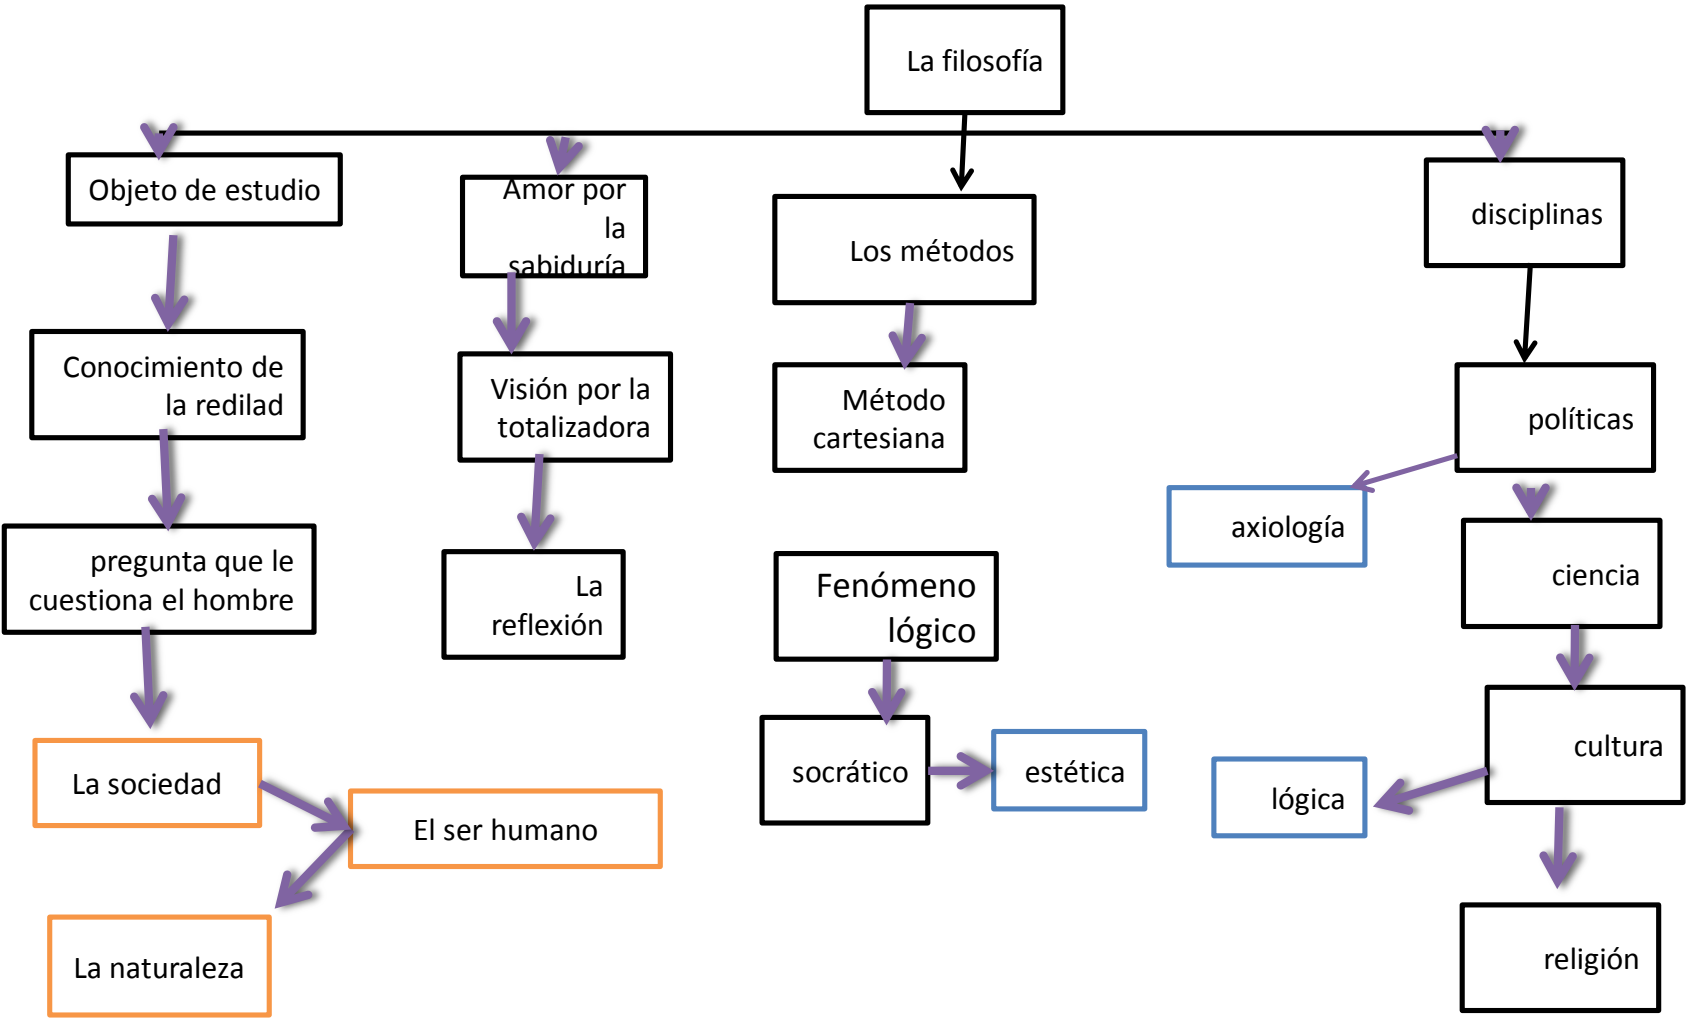 La filosofía
Objeto de estudio
Conocimiento de
la redilad
pregunta que le
cuestiona el hombre
La sociedad
El ser humano
La naturaleza
Amor por
la
sabiduría
Visión por la
totalizadora
La
reflexión
Los métodos
Método
cartesiana
Fenómeno
lógico
socrático
estética
disciplinas
políticas
axiología
ciencia
cultura
lógica
religión